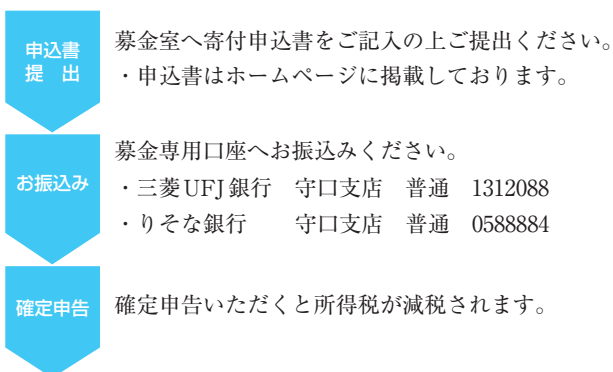 申込書
提　出
募金室へ寄付申込書をご記入の上ご提出ください。
・申込書はホームページに掲載しております。
お振込み
募金専用口座へお振込みください。
・三菱UFJ銀行　守口支店　普通　1312088
・りそな銀行　　守口支店　普通　0588884
確定申告
確定申告いただくと所得税が減税されます。